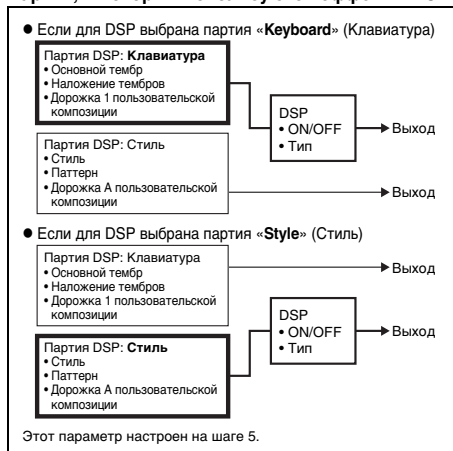 ● Если для DSP выбрана партия «Keyboard» (Клавиатура)
Партия DSP: Клавиатура
• Основной тембр
• Наложение тембров
• Дорожка 1 пользовательской
композиции
DSP
• ON/OFF
• Тип
Выход
Партия DSP: Стиль
• Стиль
• Паттерн
• Дорожка A пользовательской
композиции
Выход
● Если для DSP выбрана партия «Style» (Стиль)
Партия DSP: Клавиатура
• Основной тембр
• Наложение тембров
• Дорожка 1 пользовательской
композиции
Выход
DSP
• ON/OFF
• Тип
Выход
Партия DSP: Стиль
• Стиль
• Паттерн
• Дорожка A пользовательской
композиции
Этот параметр настроен на шаге 5.